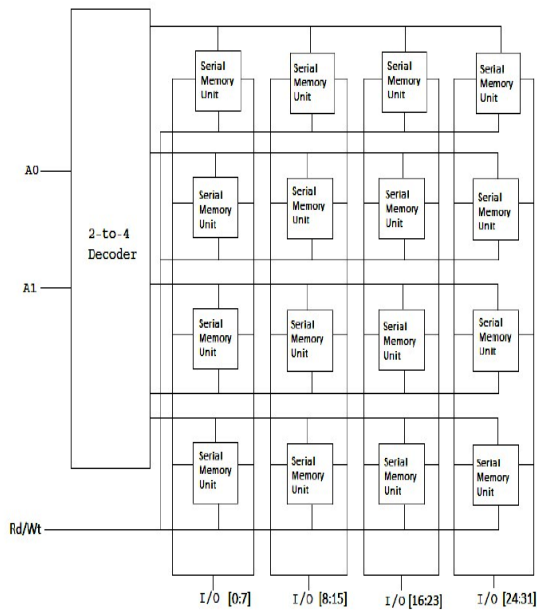 Serial Memory Unit
Serial Memory Unit
Serial Memory Unit
Serial Memory Unit
A0
Serial Memory Unit
Serial Memory Unit
Serial Memory Unit
Serial Memory Unit
2-to-4
Decoder
A1
Serial Memory Unit
Serial Memory Unit
Serial Memory Unit
Serial Memory Unit
Serial Memory Unit
Serial Memory Unit
Serial Memory Unit
Serial Memory Unit
Rd/Wt
I/O [0:7]
I/O [8:15]
I/O [16:23]
I/O [24:31]